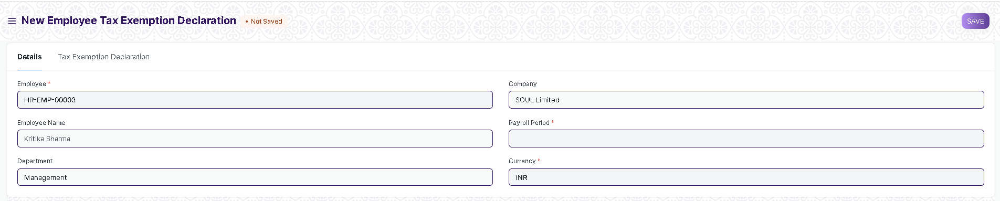 New Employee Tax Exemption Declaration • Not Saved
SAVE
Details Tax Exemption Declaration
Employee *
HR-EMP-00003
Company
SOUL Limited
Employee Name
Kritika Sharma
Payroll Period *
Department
Management
Currency *
INR